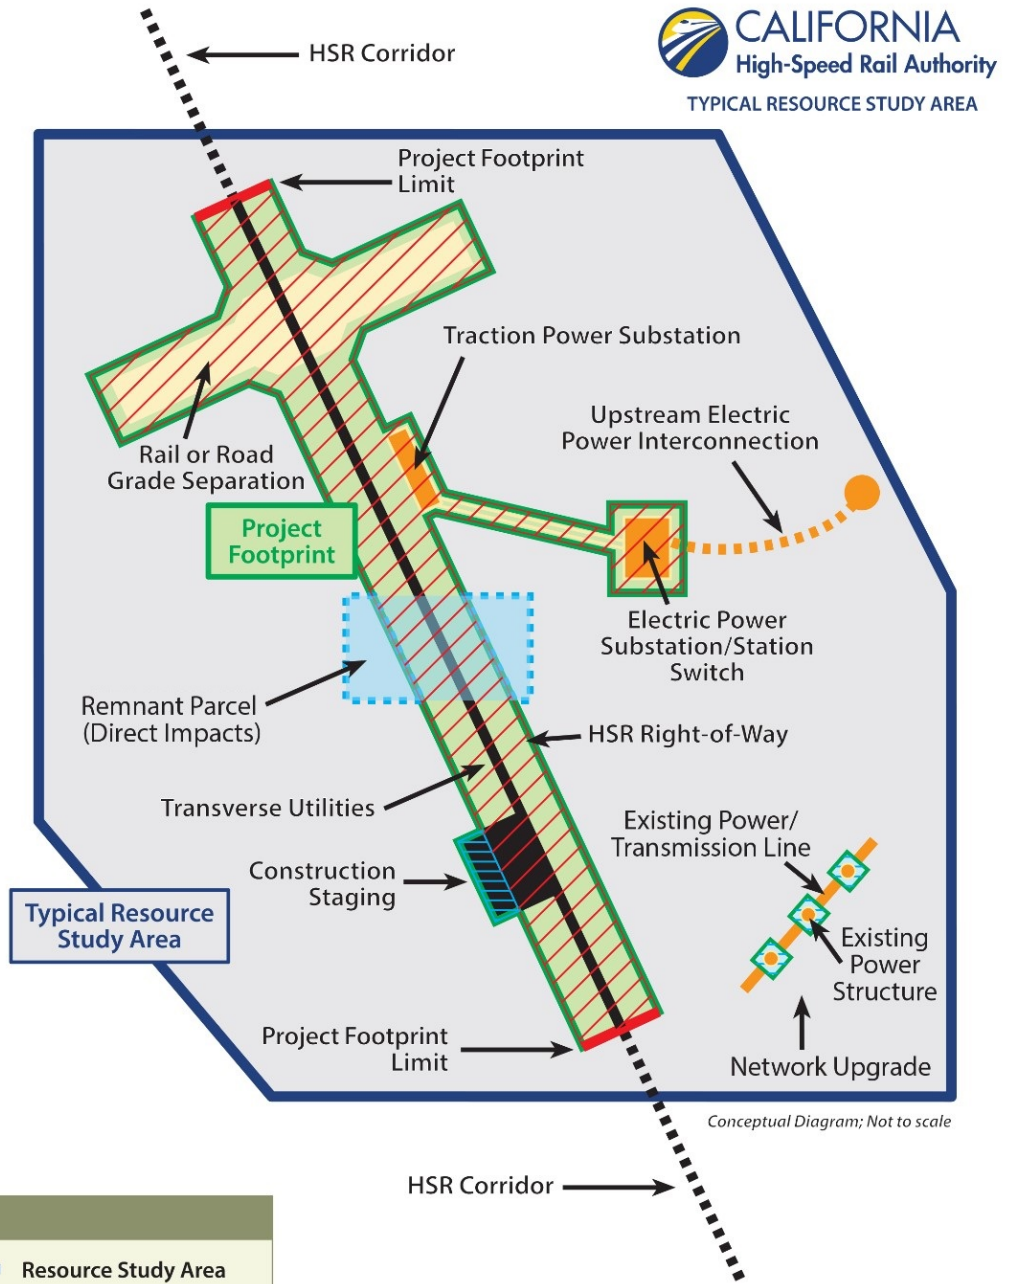 CALIFORNIA
High-Speed Rail Authority
TYPICAL RESOURCE STUDY AREA
HSR Corridor
Project Footprint
Limit
Traction Power Substation
Upstream Electric
Power Interconnection
Rail or Road
Grade Separation
Project
Footprint
Electric Power
Substation/Station
Switch
Remnant Parcel
(Direct Impacts)
HSR Right-of-Way
Transverse Utilities
Existing Power/
Transmission Line
Construction
Staging
Typical Resource
Study Area
Existing
Power
Structure
Project Footprint
Limit
Network Upgrade
Conceptual Diagram; Not to scale
HSR Corridor
Resource Study Area